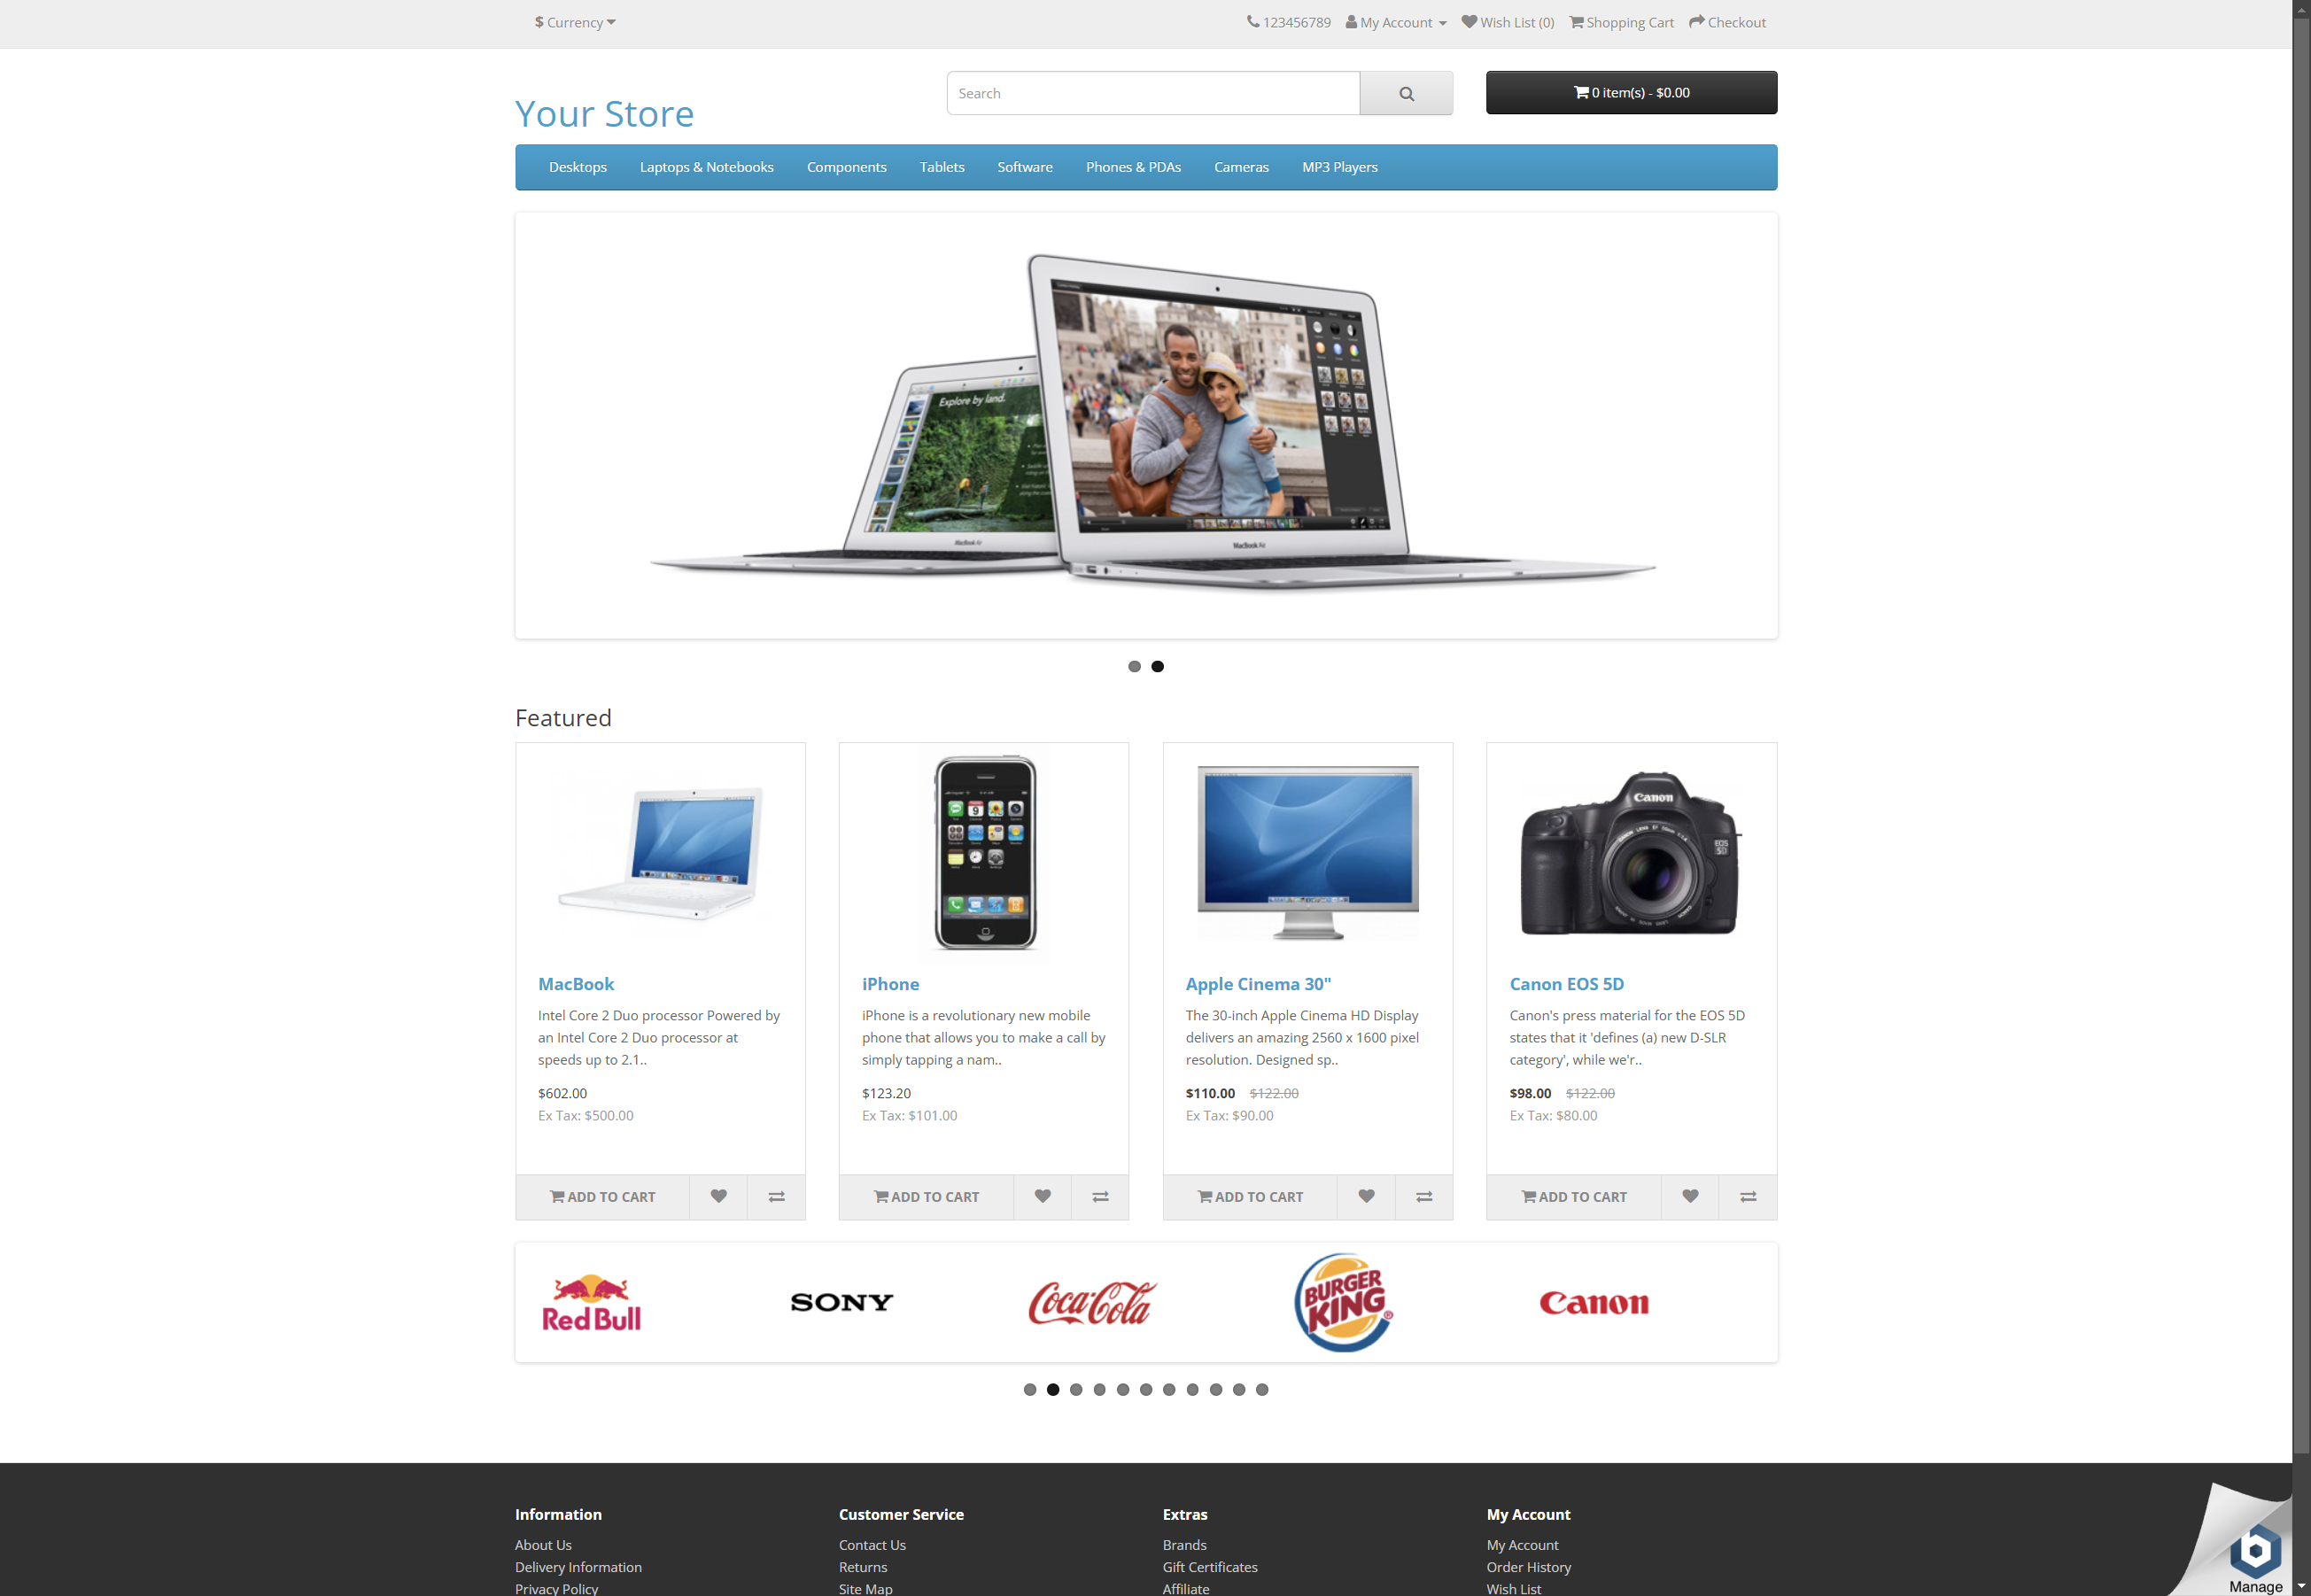 $ Currency
123456789 My Account Wish List (0) Shopping Cart Checkout
Your Store
Search
0 item(s) - $0.00
Desktops Laptops & Notebooks Components Tablets Software Phones & PDAs Cameras MP3 Players
Explore by land.
MacBook Air
MacBook Air
Featured
Canon
EOS
5D
MacBook
Intel Core 2 Duo processor Powered by
an Intel Core 2 Duo processor at
speeds up to 2.1..
$602.00
Ex Tax: $500.00
ADD TO CART
iPhone
iPhone is a revolutionary new mobile
phone that allows you to make a call by
simply tapping a nam..
$123.20
Ex Tax: $101.00
ADD TO CART
Apple Cinema 30"
The 30-inch Apple Cinema HD Display
delivers an amazing 2560 x 1600 pixel
resolution. Designed sp..
$110.00 $122.00
Ex Tax: $90.00
ADD TO CART
Canon EOS 5D
Canon's press material for the EOS 5D
states that it 'defines (a) new D-SLR
category', while we'r..
$98.00 $122.00
Ex Tax: $80.00
ADD TO CART
Red Bull
SONY
Coca-Cola
BURGER
KING®
Canon
Information
About Us
Delivery Information
Privacy Policy
Customer Service
Contact Us
Returns
Site Map
Extras
Brands
Gift Certificates
Affiliate
My Account
My Account
Order History
Wish List
Manage